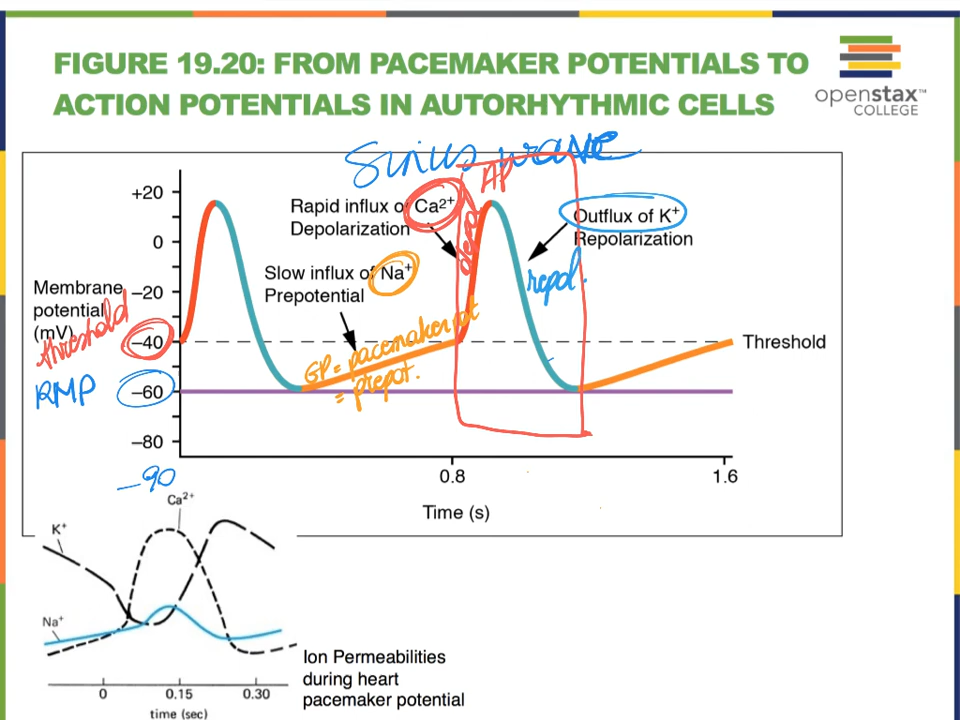 FIGURE 19.20: FROM PACEMAKER POTENTIALS TO
ACTION POTENTIALS IN AUTORHYTHMIC CELLS
openstax™
COLLEGE
Sinus wave
AP
+20
0
−20
−40
−60
−80
−90
Membrane
potential
(mV)
threshold
RMP
Rapid influx of Ca²⁺
Depolarization
depol
Outflux of K⁺
Repolarization
repol.
Slow influx of Na⁺
Prepotential
GP = pacemaker pot
= prepot.
Threshold
0.8
1.6
Time (s)
Ca²⁺
K⁺
Na⁺
0
0.15
0.30
time (sec)
Ion Permeabilities
during heart
pacemaker potential